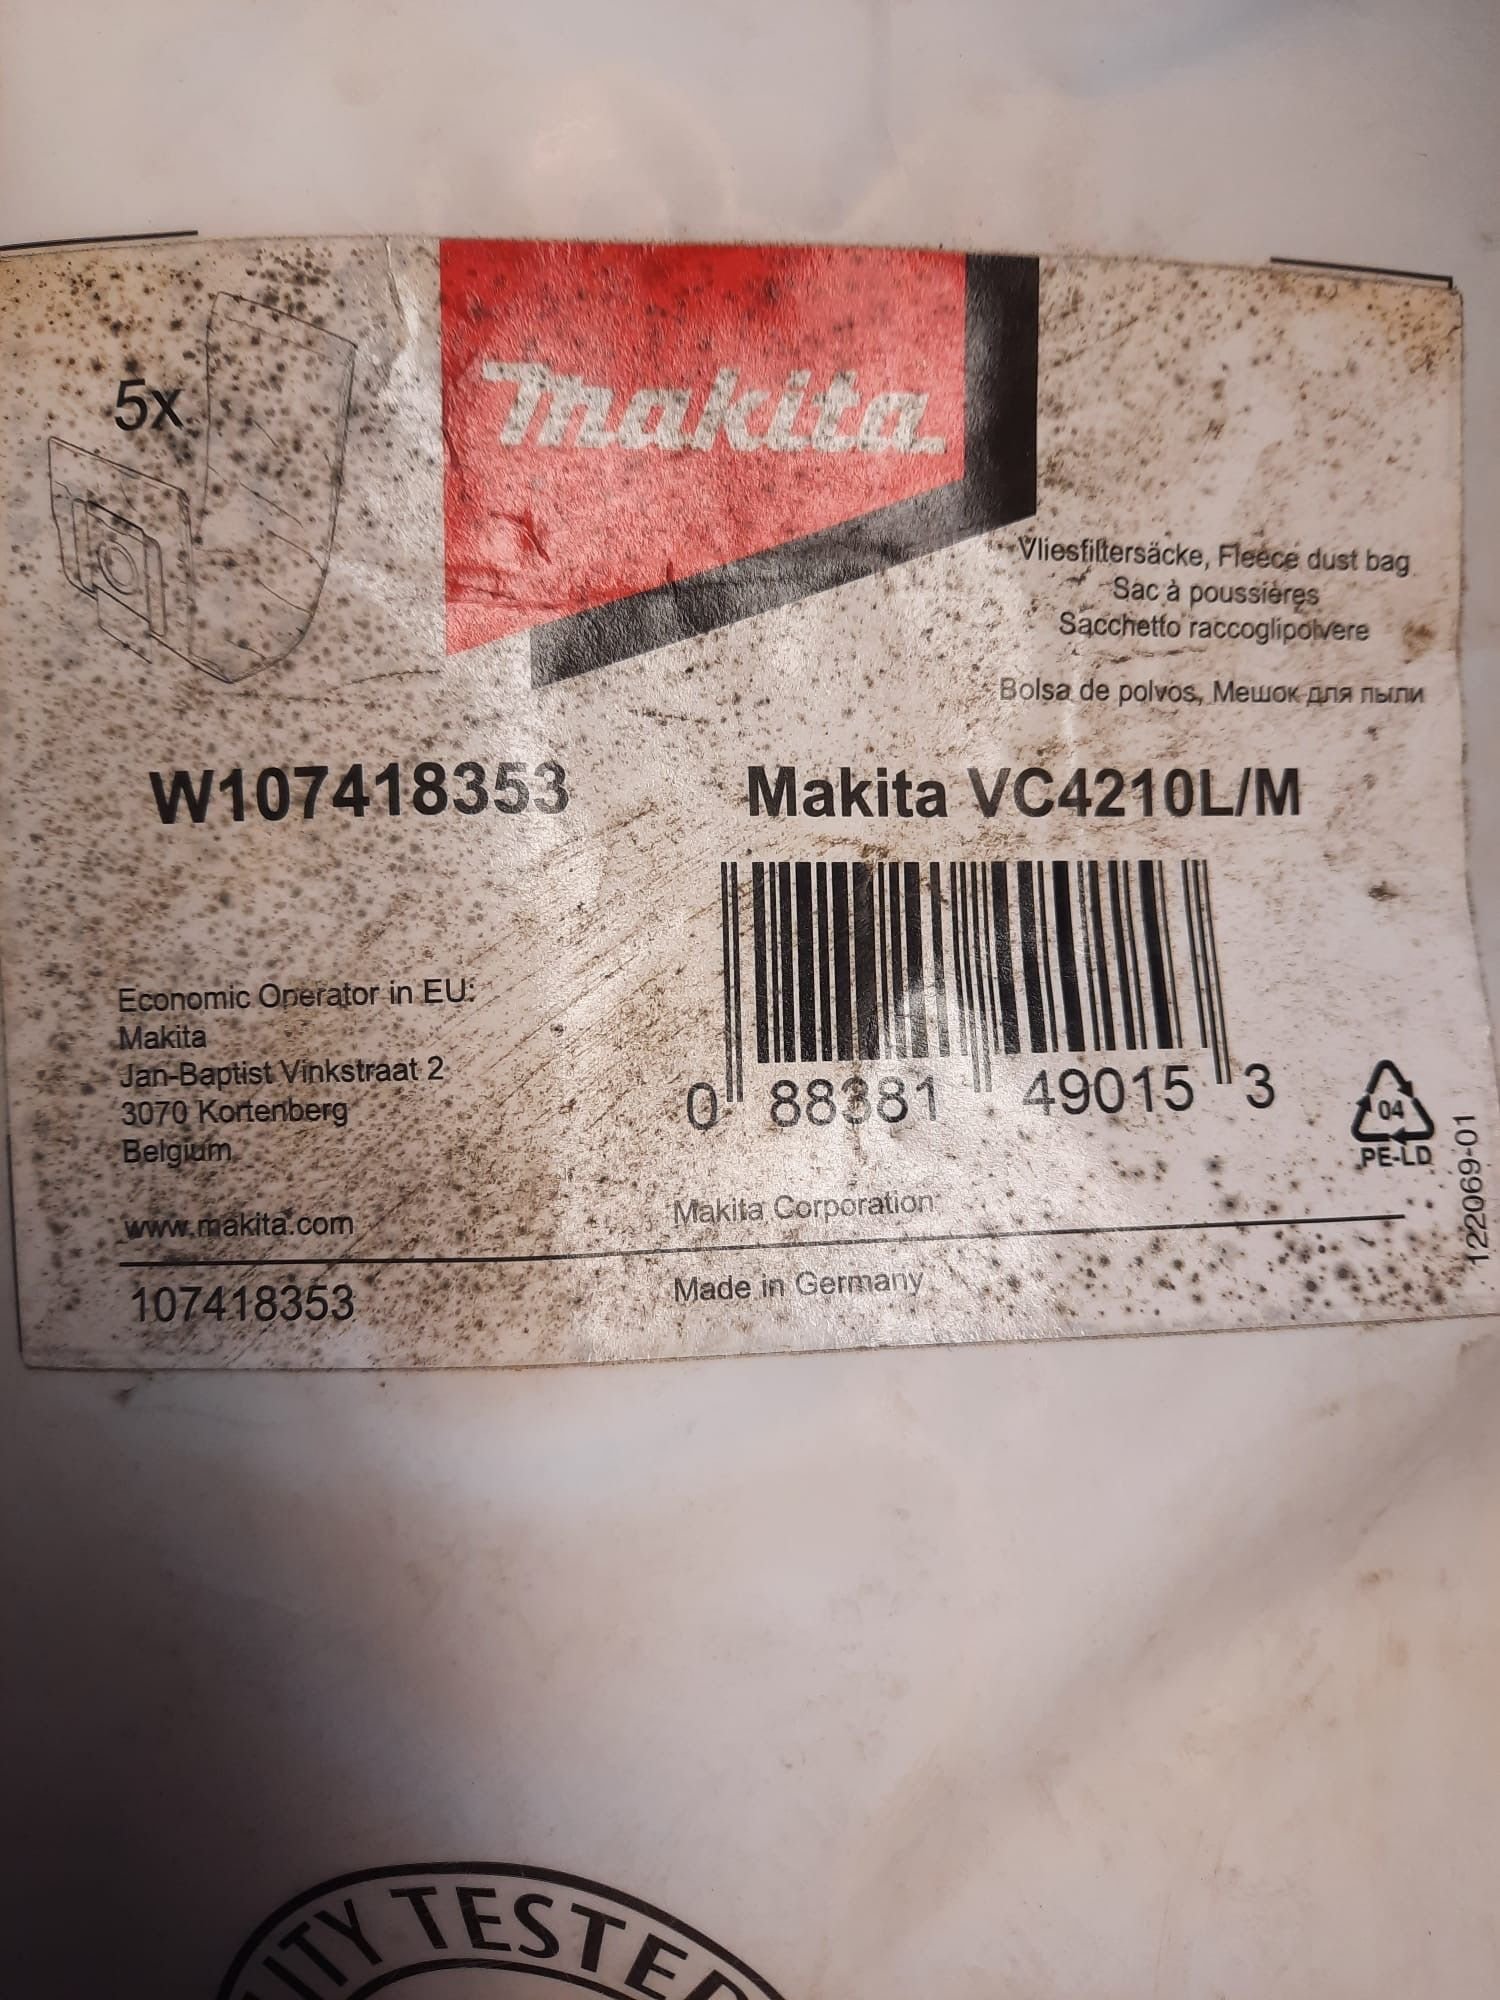 5x
makita
Vliesfiltersäcke, Fleece dust bag
Sac à poussières
Sacchetto raccoglipolvere
Bolsa de polvos, Мешок для пыли
W107418353
Makita VC4210L/M
Economic Operator in EU:
Makita
Jan-Baptist Vinkstraat 2
3070 Kortenberg
Belgium
www.makita.com
0 88381 49015 3
04
PE-LD
122069-01
Makita Corporation
107418353
Made in Germany
ITY TESTE